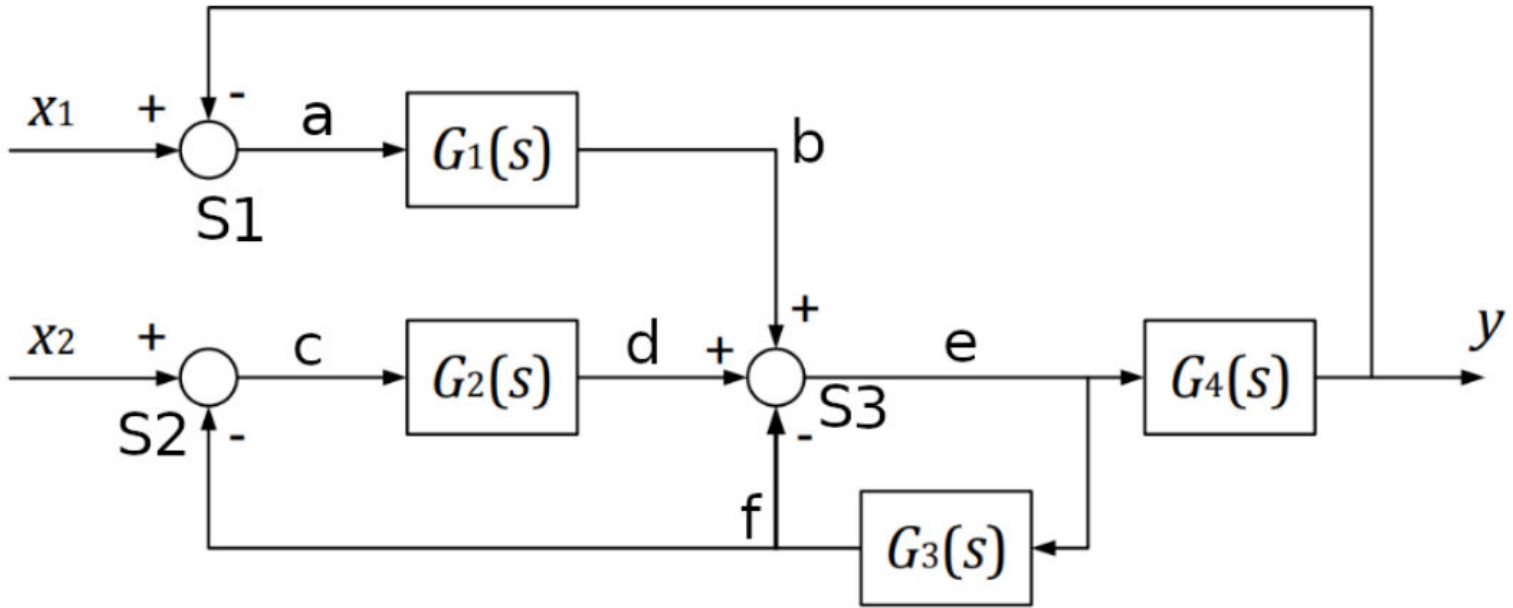 x1 + - a G1(s) b
S1
+
x2 + c G2(s) d + e G4(s) y
S2 - - S3
f G3(s)